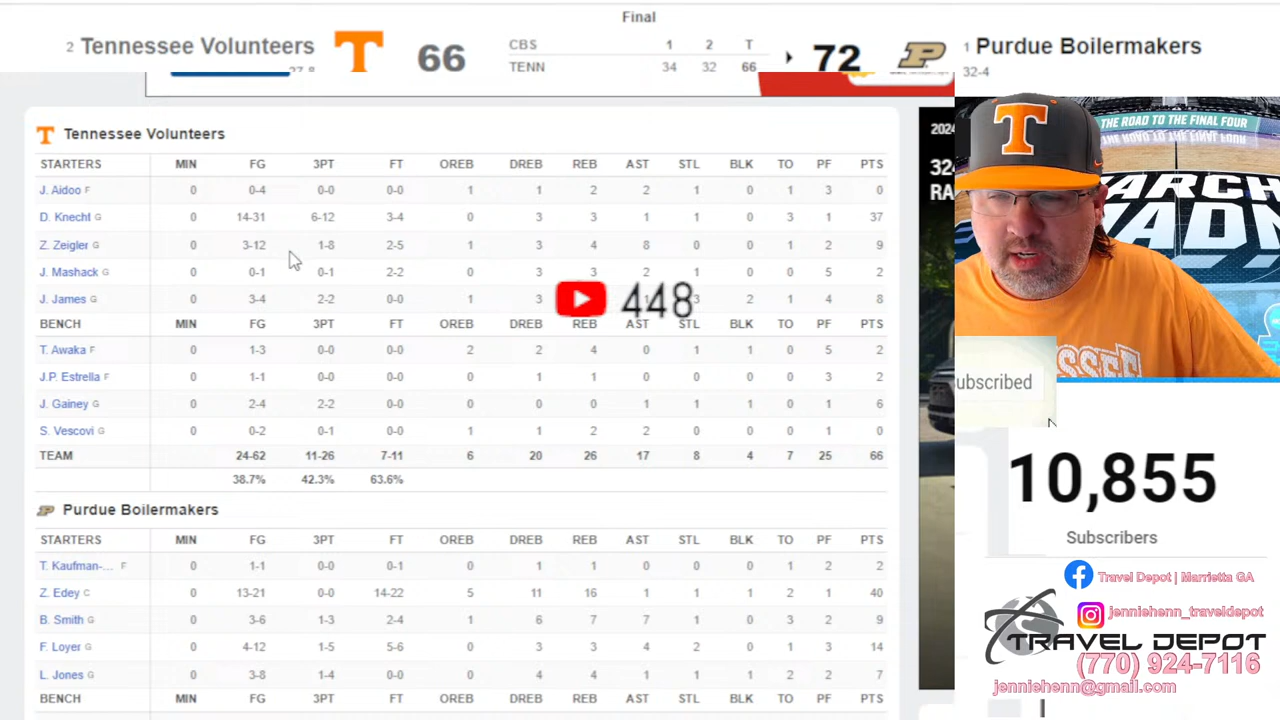 Final
2 Tennessee Volunteers T 66 CBS 1 2 T 72 P 1 Purdue Boilermakers
TENN 34 32 66 32-4
T Tennessee Volunteers
STARTERS MIN FG 3PT FT OREB DREB REB AST STL BLK TO PF PTS
J. Aidoo F 0 0-4 0-0 0-0 1 1 2 2 1 0 1 3 0
D. Knecht G 0 14-31 6-12 3-4 0 3 3 1 1 0 3 1 37
Z. Zeigler G 0 3-12 1-8 2-5 1 3 4 8 0 0 1 2 9
J. Mashack G 0 0-1 0-1 2-2 0 3 3 2 1 0 0 5 2
J. James G 0 3-4 2-2 0-0 1 3 1 3 2 1 4 8
448
BENCH MIN FG 3PT FT OREB DREB REB AST STL BLK TO PF PTS
T. Awaka F 0 1-3 0-0 0-0 2 2 4 0 1 1 0 5 2
J.P. Estrella F 0 1-1 0-0 0-0 0 1 1 0 0 0 0 3 2
J. Gainey G 0 2-4 2-2 0-0 0 0 0 1 1 1 0 1 6
S. Vescovi G 0 0-2 0-1 0-0 1 1 2 2 0 0 0 1 0
TEAM 24-62 11-26 7-11 6 20 26 17 8 4 7 25 66
38.7% 42.3% 63.6%
P Purdue Boilermakers
STARTERS MIN FG 3PT FT OREB DREB REB AST STL BLK TO PF PTS
T. Kaufman-... F 0 1-1 0-0 0-1 0 1 1 0 0 0 1 2 2
Z. Edey C 0 13-21 0-0 14-22 5 11 16 1 1 1 2 1 40
B. Smith G 0 3-6 1-3 2-4 1 6 7 7 1 0 3 2 9
F. Loyer G 0 4-12 1-5 5-6 0 3 3 4 2 0 1 3 14
L. Jones G 0 3-8 1-4 0-0 0 4 4 1 1 0 2 2 7
BENCH MIN FG 3PT FT OREB DREB REB AST STL BLK TO PF PTS
2024
324
RA
THE ROAD TO THE FINAL FOUR
T
ARCH
MADN
ubscribed
10,855
Subscribers
Travel Depot | Marrietta GA
jenniehenn_traveldepot
TRAVEL DEPOT
(770) 924-7116
jenniehenn@gmail.com